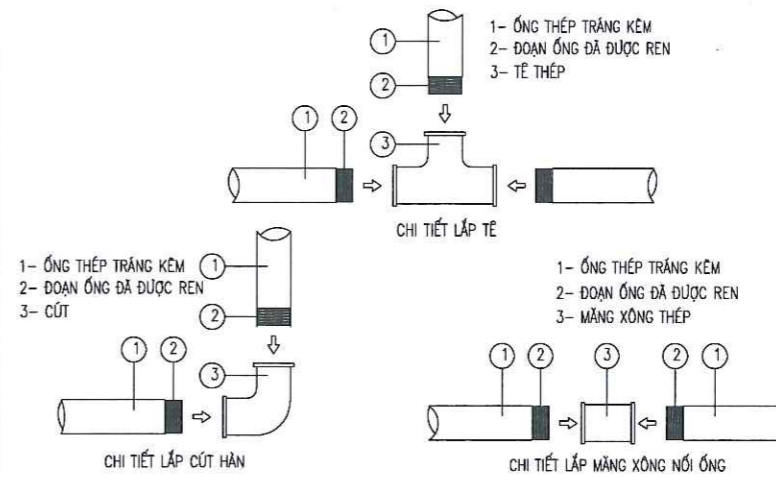 1- ỐNG THÉP TRÁNG KẼM
2- ĐOẠN ỐNG ĐÃ ĐƯỢC REN
3- TÊ THÉP
1
2
3
1
2
CHI TIẾT LẮP TÊ
1- ỐNG THÉP TRÁNG KẼM
2- ĐOẠN ỐNG ĐÃ ĐƯỢC REN
3- CÚT
1
2
3
1
2
CHI TIẾT LẮP CÚT HÀN
1- ỐNG THÉP TRÁNG KẼM
2- ĐOẠN ỐNG ĐÃ ĐƯỢC REN
3- MĂNG XÔNG THÉP
1
2
3
2
1
CHI TIẾT LẮP MĂNG XÔNG NỐI ỐNG